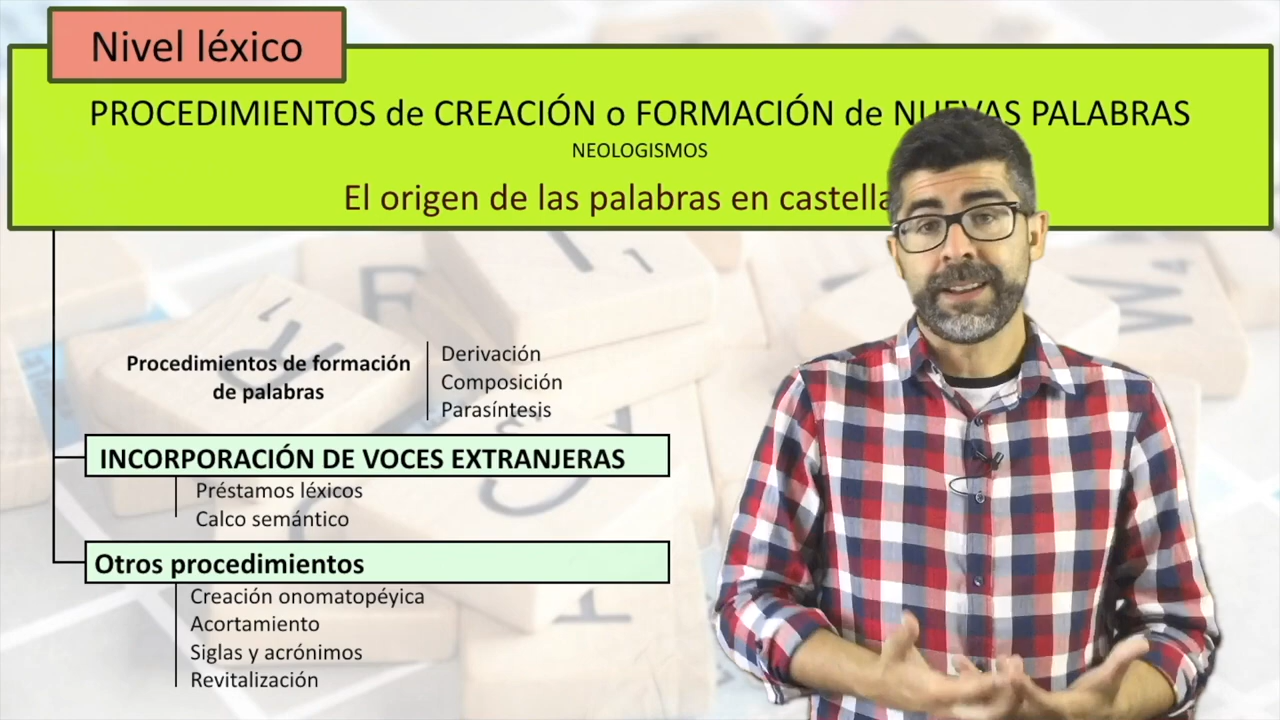 Nivel léxico
PROCEDIMIENTOS de CREACIÓN o FORMACIÓN de NUEVAS PALABRAS
NEOLOGISMOS
El origen de las palabras en
Procedimientos de formación
de palabras
Derivación
Composición
Parasíntesis
INCORPORACIÓN DE VOCES EXTRANJERAS
Préstamos léxicos
Calco semántico
Otros procedimientos
Creación onomatopéyica
Acortamiento
Siglas y acrónimos
Revitalización